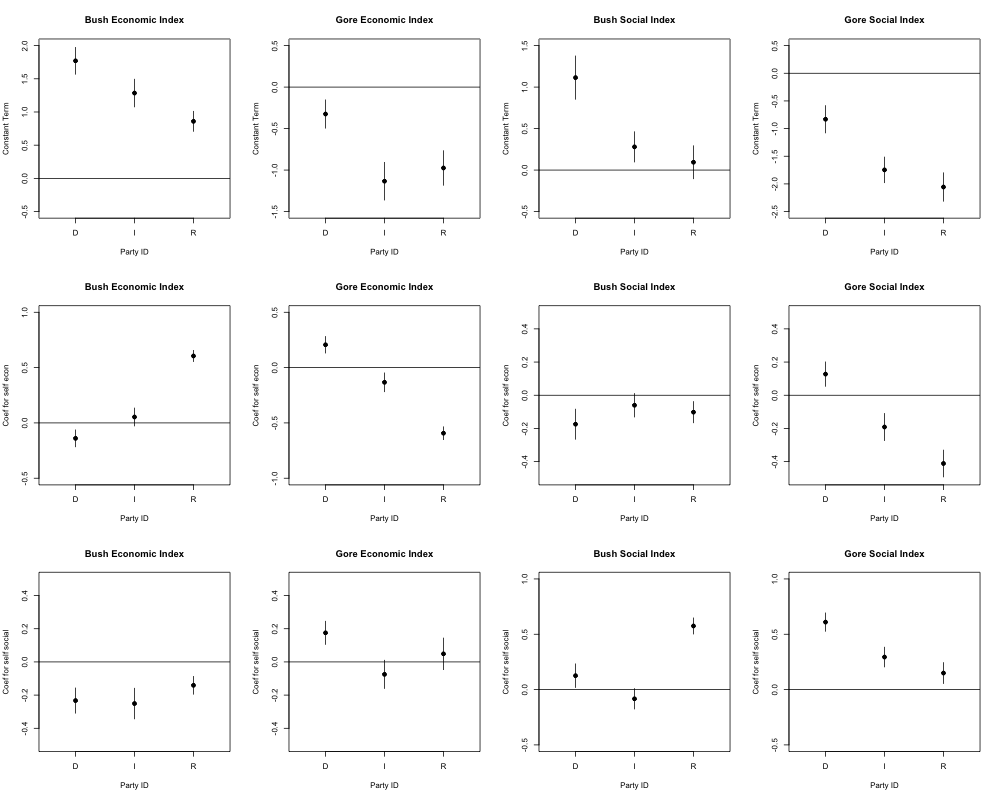 Bush Economic Index
Constant Term
2.0
1.5
1.0
0.5
0.0
-0.5
D I R
Party ID
Gore Economic Index
Constant Term
0.5
0.0
-0.5
-1.0
-1.5
D I R
Party ID
Bush Social Index
Constant Term
1.5
1.0
0.5
0.0
-0.5
D I R
Party ID
Gore Social Index
Constant Term
0.5
0.0
-0.5
-1.0
-1.5
-2.0
-2.5
D I R
Party ID
Bush Economic Index
Coef for self econ
1.0
0.5
0.0
-0.5
D I R
Party ID
Gore Economic Index
Coef for self econ
0.5
0.0
-0.5
-1.0
D I R
Party ID
Bush Social Index
Coef for self econ
0.4
0.2
0.0
-0.2
-0.4
D I R
Party ID
Gore Social Index
Coef for self econ
0.4
0.2
0.0
-0.2
-0.4
D I R
Party ID
Bush Economic Index
Coef for self social
0.4
0.2
0.0
-0.2
-0.4
D I R
Party ID
Gore Economic Index
Coef for self social
0.4
0.2
0.0
-0.2
-0.4
D I R
Party ID
Bush Social Index
Coef for self social
1.0
0.5
0.0
-0.5
D I R
Party ID
Gore Social Index
Coef for self social
1.0
0.5
0.0
-0.5
D I R
Party ID